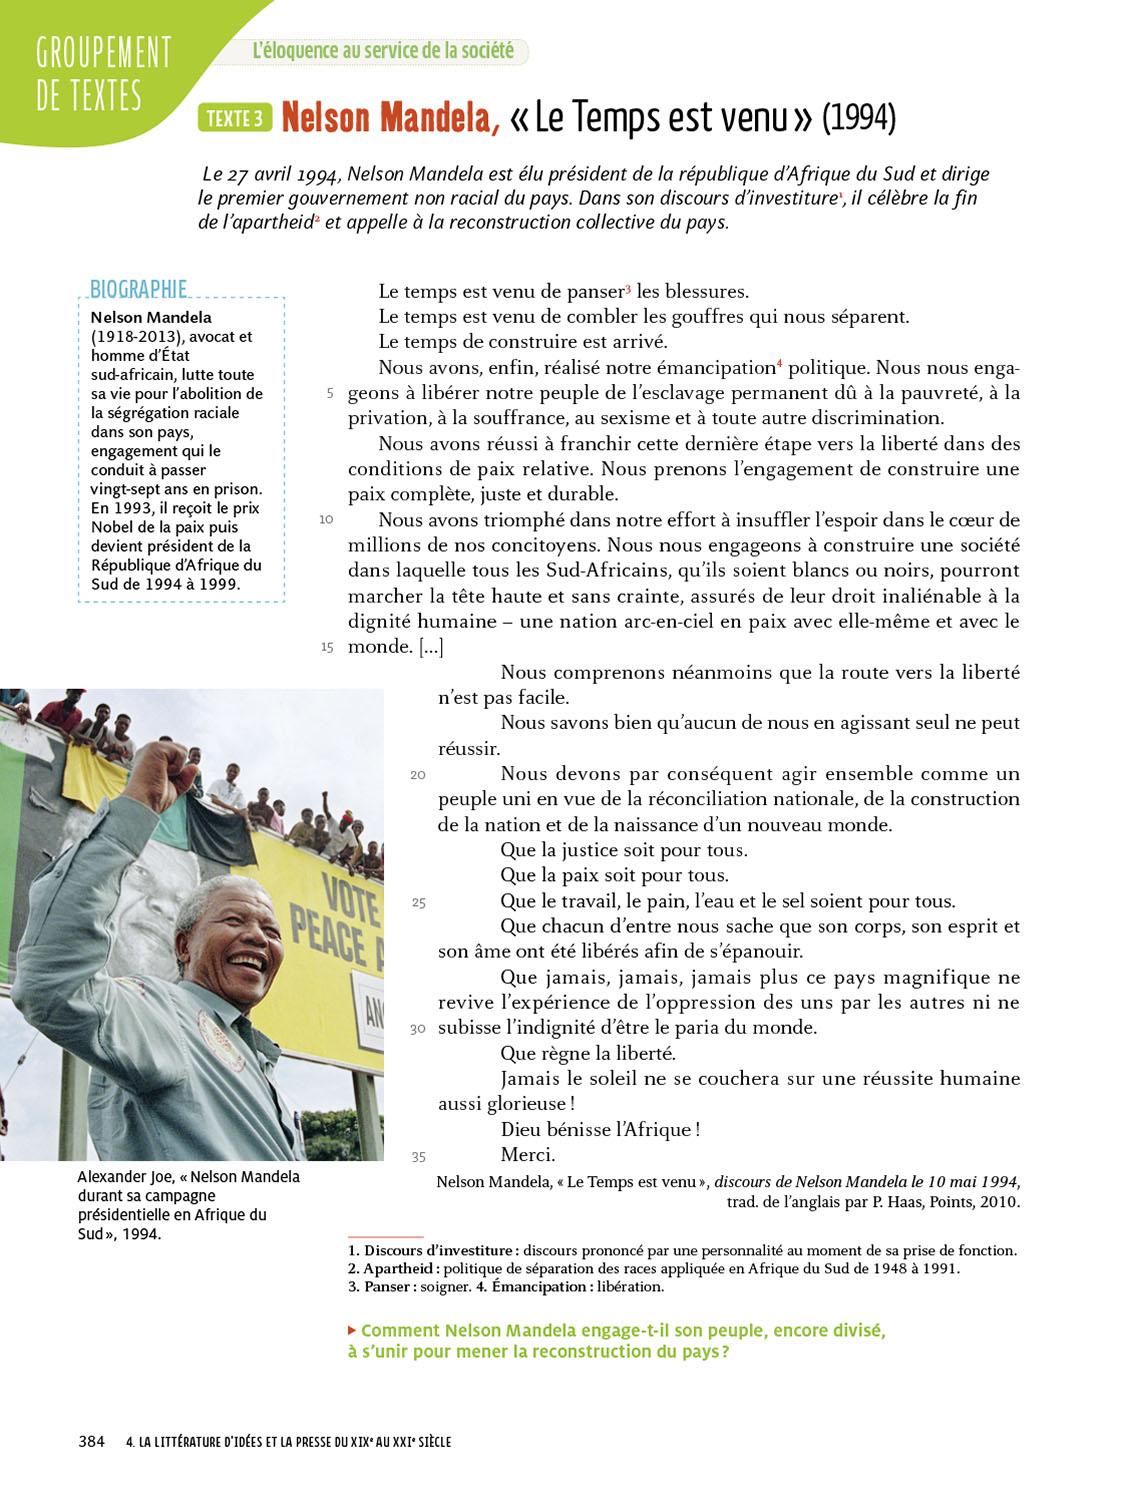 GROUPEMENT
DE TEXTES
L'éloquence au service de la société
TEXTE 3 Nelson Mandela, « Le Temps est venu » (1994)
Le 27 avril 1994, Nelson Mandela est élu président de la république d'Afrique du Sud et dirige
le premier gouvernement non racial du pays. Dans son discours d'investiture1, il célèbre la fin
de l'apartheid2 et appelle à la reconstruction collective du pays.
BIOGRAPHIE
Nelson Mandela
(1918-2013), avocat et
homme d'État
sud-africain, lutte toute
sa vie pour l'abolition de
la ségrégation raciale
dans son pays,
engagement qui le
conduit à passer
vingt-sept ans en prison.
En 1993, il reçoit le prix
Nobel de la paix puis
devient président de la
République d'Afrique du
Sud de 1994 à 1999.
Le temps est venu de panser3 les blessures.
Le temps est venu de combler les gouffres qui nous séparent.
Le temps de construire est arrivé.
Nous avons, enfin, réalisé notre émancipation4 politique. Nous nous enga-
5 geons à libérer notre peuple de l'esclavage permanent dû à la pauvreté, à la
privation, à la souffrance, au sexisme et à toute autre discrimination.
Nous avons réussi à franchir cette dernière étape vers la liberté dans des
conditions de paix relative. Nous prenons l'engagement de construire une
paix complète, juste et durable.
10 Nous avons triomphé dans notre effort à insuffler l'espoir dans le cœur de
millions de nos concitoyens. Nous nous engageons à construire une société
dans laquelle tous les Sud-Africains, qu'ils soient blancs ou noirs, pourront
marcher la tête haute et sans crainte, assurés de leur droit inaliénable à la
dignité humaine – une nation arc-en-ciel en paix avec elle-même et avec le
15 monde. [...]
Nous comprenons néanmoins que la route vers la liberté
n'est pas facile.
Nous savons bien qu'aucun de nous en agissant seul ne peut
réussir.
20 Nous devons par conséquent agir ensemble comme un
peuple uni en vue de la réconciliation nationale, de la construction
de la nation et de la naissance d'un nouveau monde.
Que la justice soit pour tous.
Que la paix soit pour tous.
25 Que le travail, le pain, l'eau et le sel soient pour tous.
Que chacun d'entre nous sache que son corps, son esprit et
son âme ont été libérés afin de s'épanouir.
Que jamais, jamais, jamais plus ce pays magnifique ne
revive l'expérience de l'oppression des uns par les autres ni ne
30 subisse l'indignité d'être le paria du monde.
Que règne la liberté.
Jamais le soleil ne se couchera sur une réussite humaine
aussi glorieuse !
Dieu bénisse l'Afrique !
35 Merci.
Nelson Mandela, « Le Temps est venu », discours de Nelson Mandela le 10 mai 1994,
trad. de l'anglais par P. Haas, Points, 2010.
VOTE
PEACE A
AN
Alexander Joe, « Nelson Mandela
durant sa campagne
présidentielle en Afrique du
Sud », 1994.
1. Discours d'investiture : discours prononcé par une personnalité au moment de sa prise de fonction.
2. Apartheid : politique de séparation des races appliquée en Afrique du Sud de 1948 à 1991.
3. Panser : soigner. 4. Émancipation : libération.
▸ Comment Nelson Mandela engage-t-il son peuple, encore divisé,
à s'unir pour mener la reconstruction du pays ?
384 4. LA LITTÉRATURE D'IDÉES ET LA PRESSE DU XIXe AU XXIe SIÈCLE